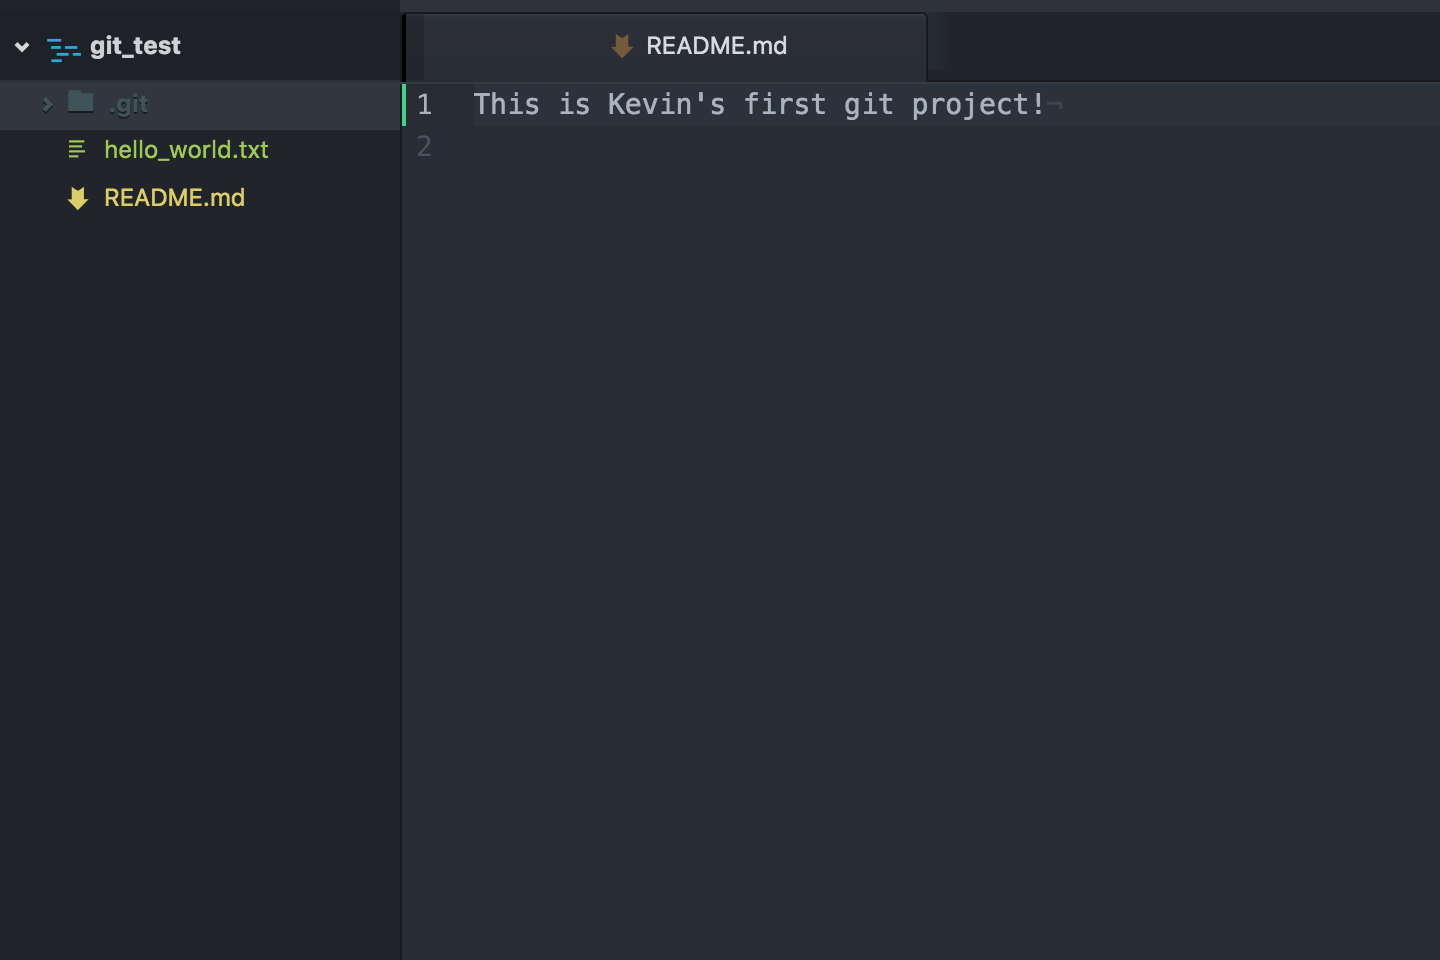 git_test
README.md
.git
1 This is Kevin's first git project!¬
hello_world.txt
2
README.md